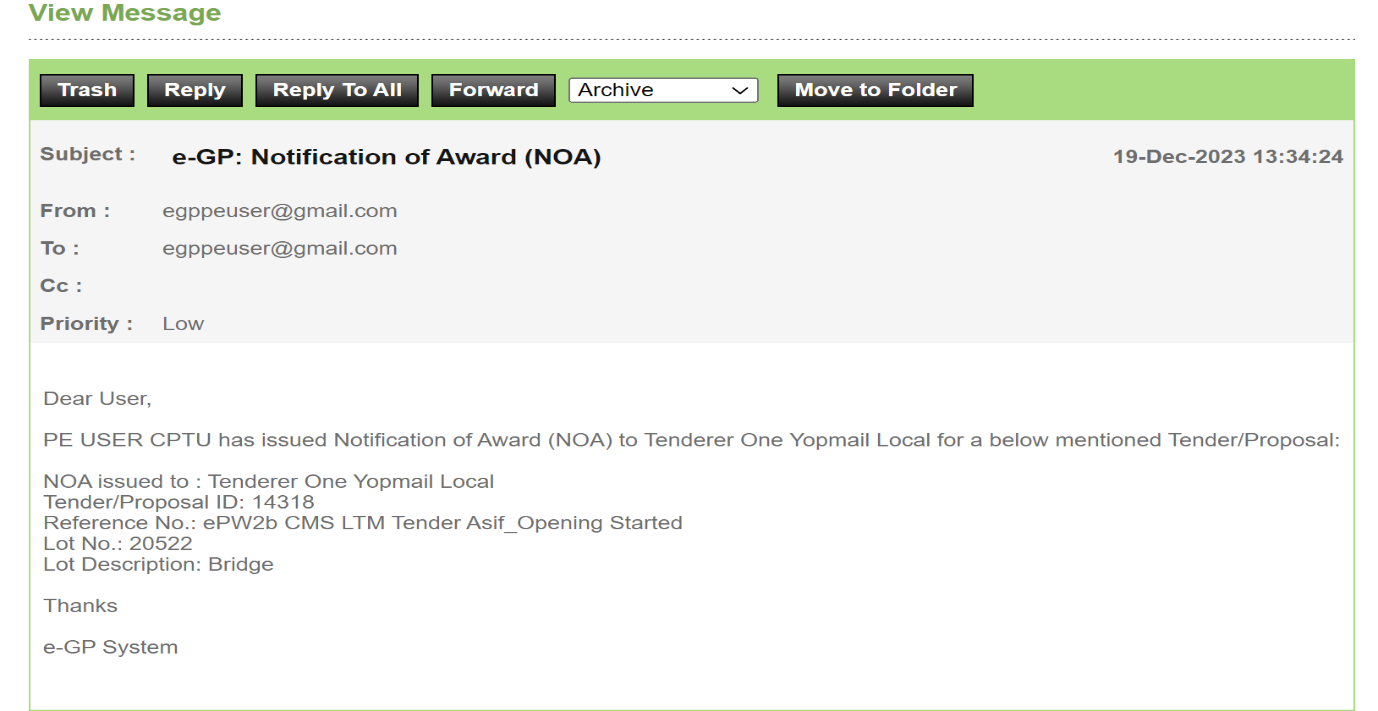 View Message
Trash Reply Reply To All Forward Archive Move to Folder
Subject : e-GP: Notification of Award (NOA) 19-Dec-2023 13:34:24
From : egppeuser@gmail.com
To : egppeuser@gmail.com
Cc :
Priority : Low
Dear User,
PE USER CPTU has issued Notification of Award (NOA) to Tenderer One Yopmail Local for a below mentioned Tender/Proposal:
NOA issued to : Tenderer One Yopmail Local
Tender/Proposal ID: 14318
Reference No.: ePW2b CMS LTM Tender Asif_Opening Started
Lot No.: 20522
Lot Description: Bridge
Thanks
e-GP System